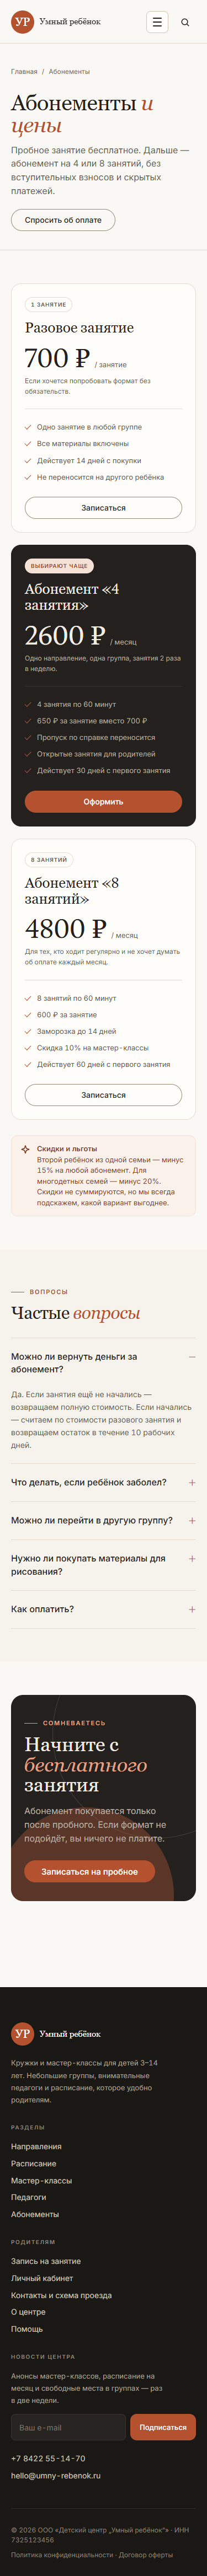 УР Умный ребёнок
Главная / Абонементы
Абонементы и
цены
Пробное занятие бесплатное. Дальше —
абонемент на 4 или 8 занятий, без
вступительных взносов и скрытых
платежей.
Спросить об оплате
1 ЗАНЯТИЕ
Разовое занятие
700 ₽ / занятие
Если хочется попробовать формат без
обязательств.
Одно занятие в любой группе
Все материалы включены
Действует 14 дней с покупки
Не переносится на другого ребёнка
Записаться
ВЫБИРАЮТ ЧАЩЕ
Абонемент «4
занятия»
2600 ₽ / месяц
Одно направление, одна группа, занятия 2 раза
в неделю.
4 занятия по 60 минут
650 ₽ за занятие вместо 700 ₽
Пропуск по справке переносится
Открытые занятия для родителей
Действует 30 дней с первого занятия
Оформить
8 ЗАНЯТИЙ
Абонемент «8
занятий»
4800 ₽ / месяц
Для тех, кто ходит регулярно и не хочет думать
об оплате каждый месяц.
8 занятий по 60 минут
600 ₽ за занятие
Заморозка до 14 дней
Скидка 10% на мастер-классы
Действует 60 дней с первого занятия
Записаться
Скидки и льготы
Второй ребёнок из одной семьи — минус
15% на любой абонемент. Для
многодетных семей — минус 20%.
Скидки не суммируются, но мы всегда
подскажем, какой вариант выгоднее.
ВОПРОСЫ
Частые вопросы
Можно ли вернуть деньги за
абонемент?
Да. Если занятия ещё не начались —
возвращаем полную стоимость. Если начались
— считаем по стоимости разового занятия и
возвращаем остаток в течение 10 рабочих
дней.
Что делать, если ребёнок заболел?
Можно ли перейти в другую группу?
Нужно ли покупать материалы для
рисования?
Как оплатить?
СОМНЕВАЕТЕСЬ
Начните с
бесплатного
занятия
Абонемент покупается только
после пробного. Если формат не
подойдёт, вы ничего не платите.
Записаться на пробное
УР Умный ребёнок
Кружки и мастер-классы для детей 3–14
лет. Небольшие группы, внимательные
педагоги и расписание, которое удобно
родителям.
РАЗДЕЛЫ
Направления
Расписание
Мастер-классы
Педагоги
Абонементы
РОДИТЕЛЯМ
Запись на занятие
Личный кабинет
Контакты и схема проезда
О центре
Помощь
НОВОСТИ ЦЕНТРА
Анонсы мастер-классов, расписание на
месяц и свободные места в группах — раз
в две недели.
Ваш e-mail
Подписаться
+7 8422 55-14-70
hello@umny-rebenok.ru
© 2026 ООО «Детский центр „Умный ребёнок“» · ИНН
7325123456
Политика конфиденциальности · Договор оферты